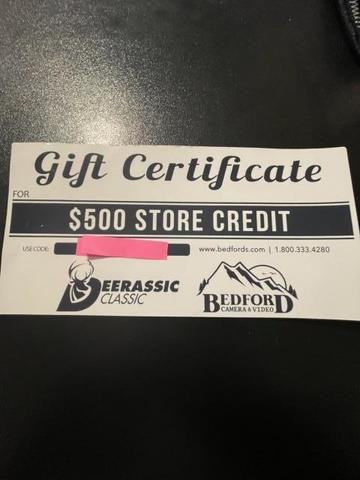 Gift Certificate
FOR
$500 STORE CREDIT
USE CODE:
www.bedfords.com | 1.800.333.4280
DEERASSIC
CLASSIC
BEDFORD
CAMERA & VIDEO